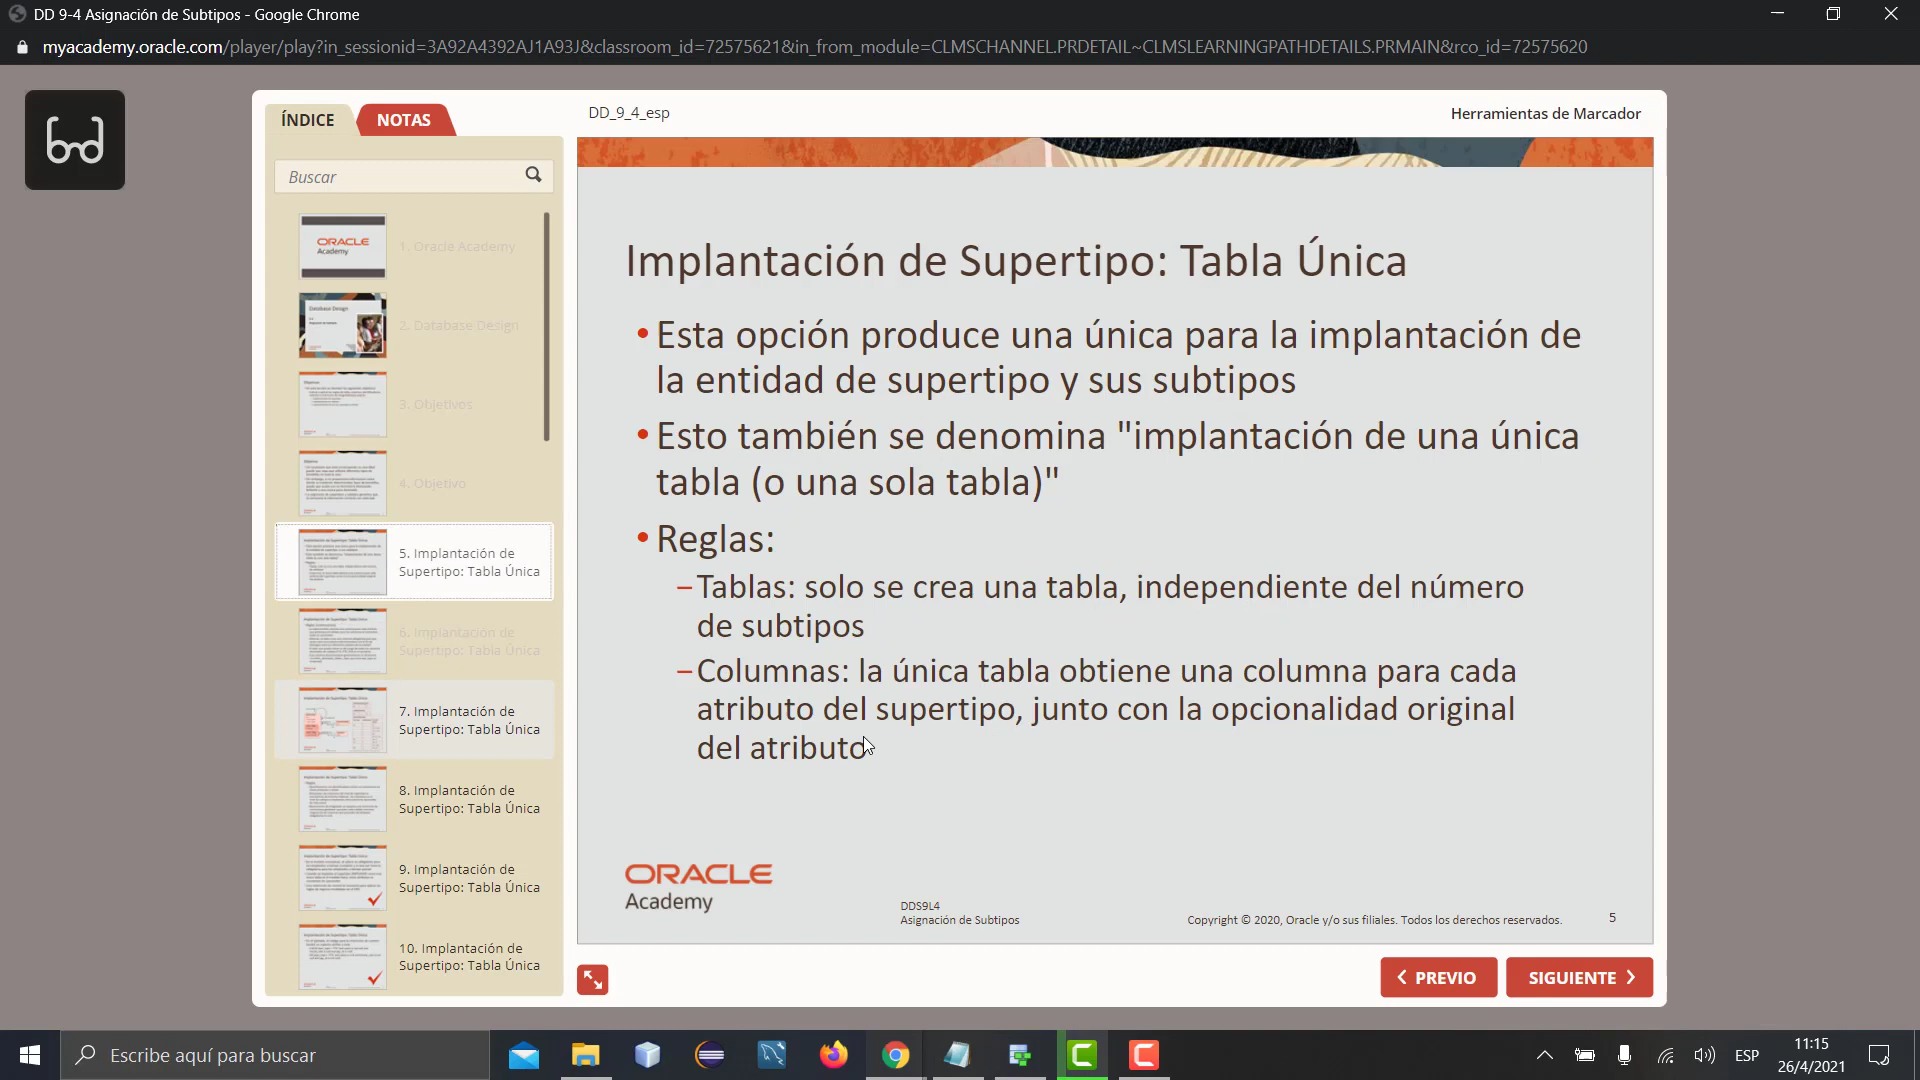 DD 9-4 Asignación de Subtipos - Google Chrome
myacademy.oracle.com/player/play?in_sessionid=3A92A4392AJ1A93J&classroom_id=72575621&in_from_module=CLMSCHANNEL.PRDETAIL~CLMSLEARNINGPATHDETAILS.PRMAIN&rco_id=72575620
ÍNDICE
NOTAS
DD_9_4_esp
Herramientas de Marcador
Buscar
ORACLE
Academy
1. Oracle Academy
Database Design
2. Database Design
3. Objetivos
4. Objetivo
5. Implantación de
Supertipo: Tabla Única
6. Implantación de
Supertipo: Tabla Única
7. Implantación de
Supertipo: Tabla Única
8. Implantación de
Supertipo: Tabla Única
9. Implantación de
Supertipo: Tabla Única
10. Implantación de
Supertipo: Tabla Única
Implantación de Supertipo: Tabla Única
• Esta opción produce una única para la implantación de
la entidad de supertipo y sus subtipos
• Esto también se denomina "implantación de una única
tabla (o una sola tabla)"
• Reglas:
– Tablas: solo se crea una tabla, independiente del número
de subtipos
– Columnas: la única tabla obtiene una columna para cada
atributo del supertipo, junto con la opcionalidad original
del atributo
ORACLE
Academy
DDS9L4
Asignación de Subtipos
Copyright © 2020, Oracle y/o sus filiales. Todos los derechos reservados.
5
PREVIO
SIGUIENTE
Escribe aquí para buscar
ESP
11:15
26/4/2021